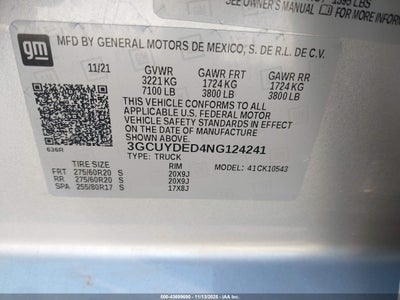 1395 LBS
SEE OWNER'S MANUAL
gm
MFD BY GENERAL MOTORS DE MEXICO, S. DE R.L. DE C.V.
11/21 GVWR GAWR FRT GAWR RR
3221 KG 1724 KG 1724 KG
7100 LB 3800 LB 3800 LB
THIS VEHICLE CONFORMS TO ALL
APPLICABLE U.S. FEDERAL MOTOR
VEHICLE SAFETY STANDARDS IN
EFFECT ON THE DATE OF
MANUFACTURE SHOWN ABOVE.
3GCUYDED4NG124241
TYPE: TRUCK
636R
MODEL: 41CK10543
TIRE SIZE RIM
FRT 275/60R20 S 20X9J
RR 275/60R20 S 20X9J
SPA 255/80R17 S 17X8J
500-43699690 - 11/13/2025 - USA